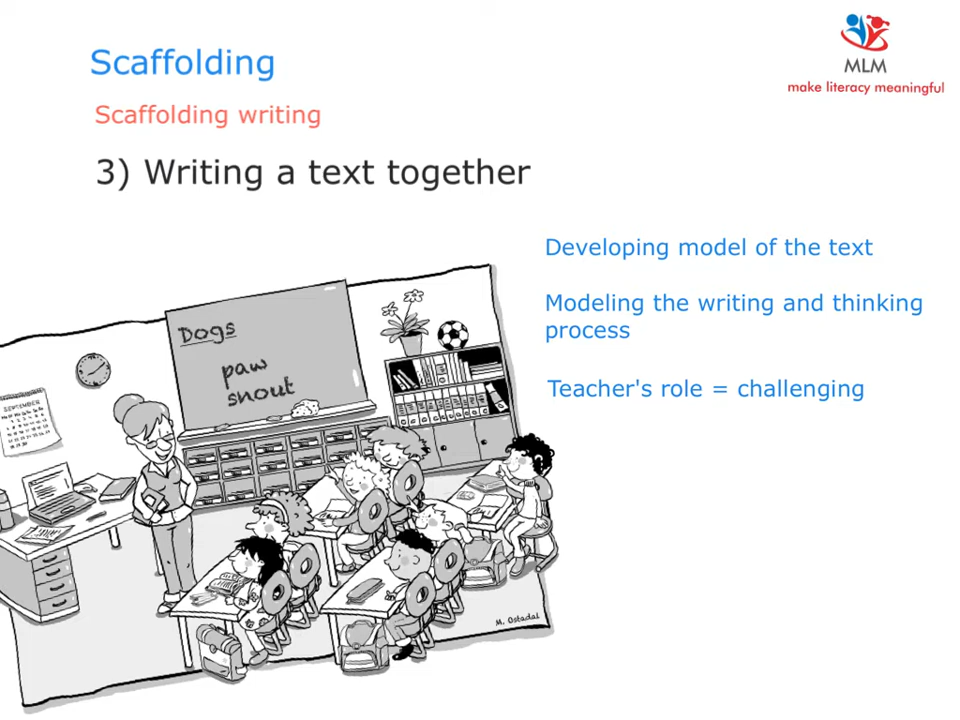 Scaffolding
MLM
make literacy meaningful
Scaffolding writing
3) Writing a text together
Developing model of the text
Modeling the writing and thinking
process
Teacher's role = challenging
Dogs
paw
snout
SEPTEMBER
M. Ostadal